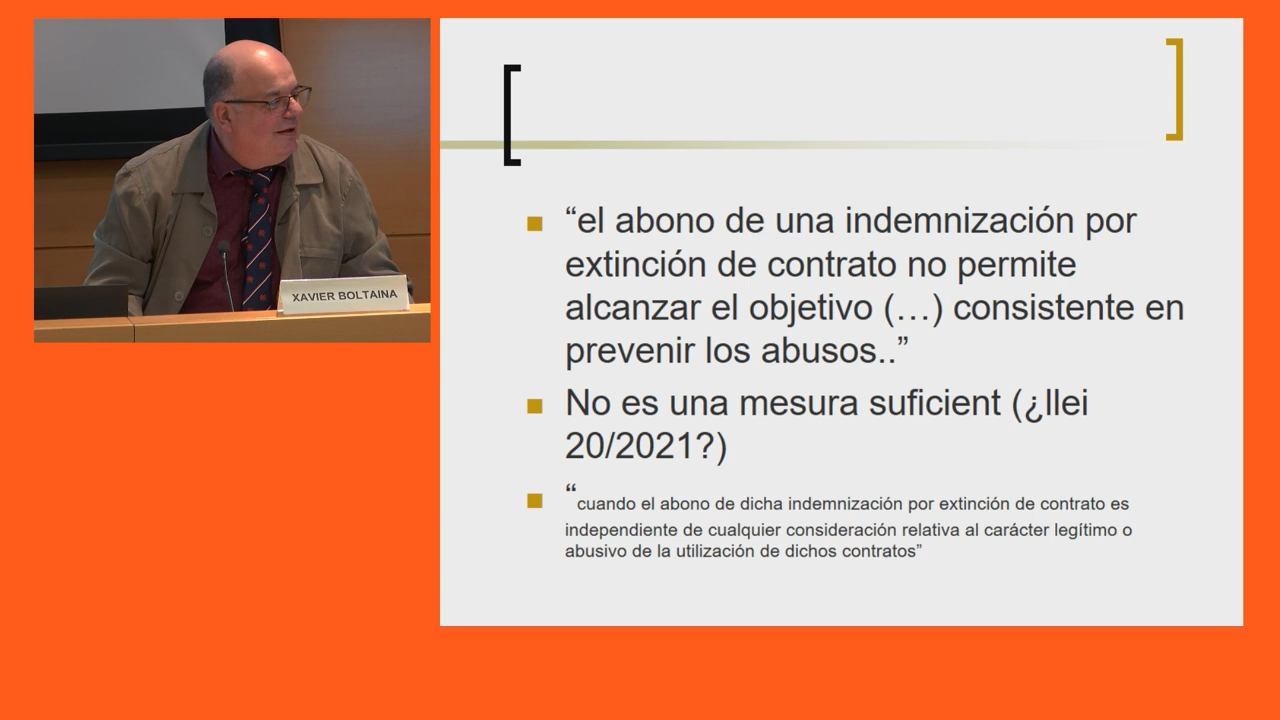 XAVIER BOLTAINA
“el abono de una indemnización por
extinción de contrato no permite
alcanzar el objetivo (…) consistente en
prevenir los abusos..”
No es una mesura suficient (¿llei
20/2021?)
“cuando el abono de dicha indemnización por extinción de contrato es
independiente de cualquier consideración relativa al carácter legítimo o
abusivo de la utilización de dichos contratos”